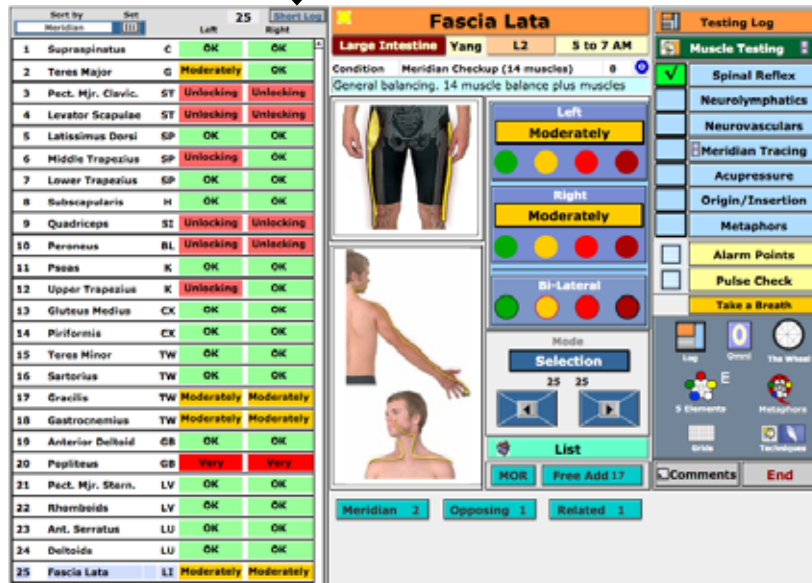 Sort by Set 25 Short Log
Meridian Left Right
1 Supraspinatus C OK OK
2 Teres Major G Moderately OK
3 Pect. Mjr. Clavic. ST Unlocking Unlocking
4 Levator Scapulae ST Unlocking Unlocking
5 Latissimus Dorsi SP OK OK
6 Middle Trapezius SP Unlocking OK
7 Lower Trapezius SP OK OK
8 Subscapularis H OK OK
9 Quadriceps SI Unlocking Unlocking
10 Peroneus BL Unlocking Unlocking
11 Psoas K OK OK
12 Upper Trapezius K Unlocking OK
13 Gluteus Medius CX OK OK
14 Piriformis CX OK OK
15 Teres Minor TW OK OK
16 Sartorius TW OK OK
17 Gracilis TW Moderately Moderately
18 Gastrocnemius TW Moderately Moderately
19 Anterior Deltoid GB OK OK
20 Popliteus GB Very Very
21 Pect. Mjr. Stern. LV OK OK
22 Rhomboids LV OK OK
23 Ant. Serratus LU OK OK
24 Deltoids LU OK OK
25 Fascia Lata LI Moderately Moderately
Fascia Lata
Large Intestine Yang L2 5 to 7 AM
Condition Meridian Checkup (14 muscles) 0
General balancing. 14 muscle balance plus muscles
Left
Moderately
Right
Moderately
Bi-Lateral
Mode
Selection
25 25
List
MOR Free Add 17
Meridian 2 Opposing 1 Related 1
Testing Log
Muscle Testing
Spinal Reflex
Neurolymphatics
Neurovasculars
Meridian Tracing
Acupressure
Origin/Insertion
Metaphors
Alarm Points
Pulse Check
Take a Breath
Log Omni The Wheel
E
5 Elements Metaphors
Grids Techniques
Comments End